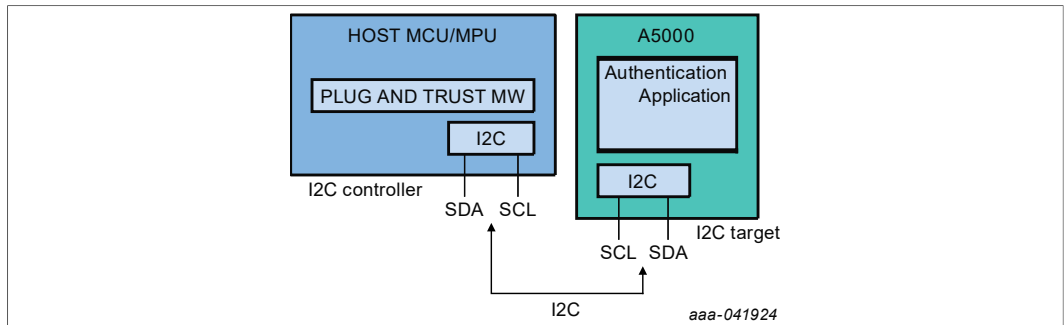 HOST MCU/MPU
PLUG AND TRUST MW
I2C
I2C controller
SDA SCL
A5000
Authentication
Application
I2C
I2C target
SCL SDA
I2C
aaa-041924